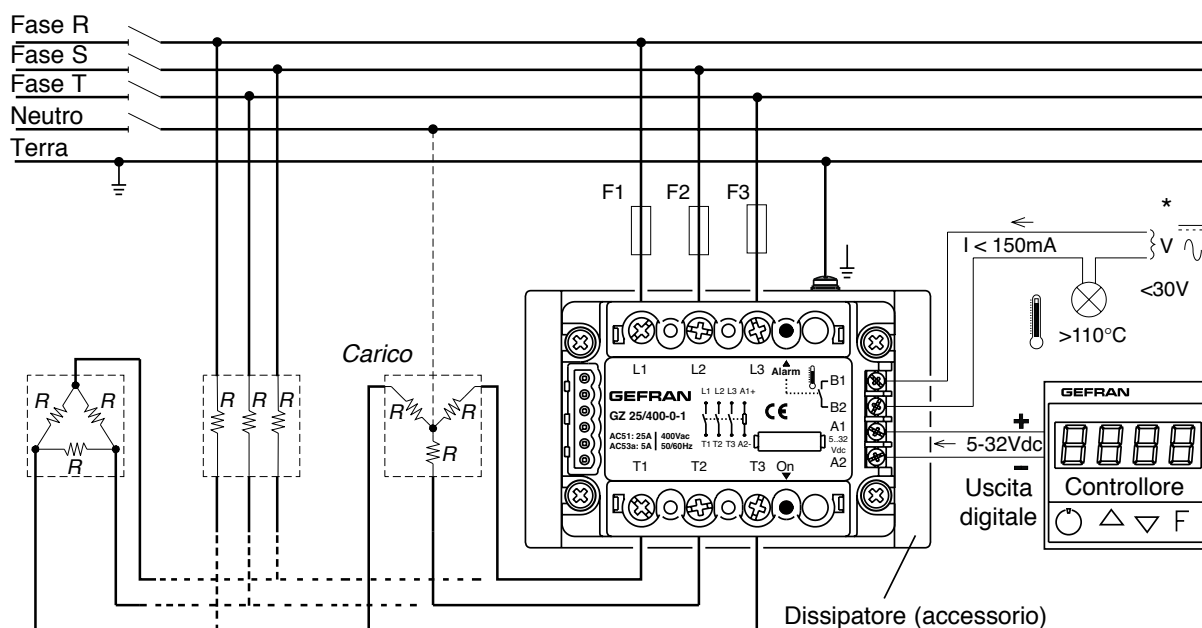 Fase R
Fase S
Fase T
Neutro
Terra
F1
F2
F3
*
I < 150mA
V
<30V
>110°C
Carico
R
R
R
R
R
R
R
R
R
L1
L2
L3
Alarm
B1
B2
A1
5..32
Vdc
A2
GEFRAN
GZ 25/400-0-1
AC51: 25A
AC53a: 5A
400Vac
50/60Hz
L1 L2 L3 A1+
T1 T2 T3 A2-
CE
T1
T2
T3
On
+
5-32Vdc
−
Uscita
digitale
GEFRAN
8888
Controllore
F
Dissipatore (accessorio)